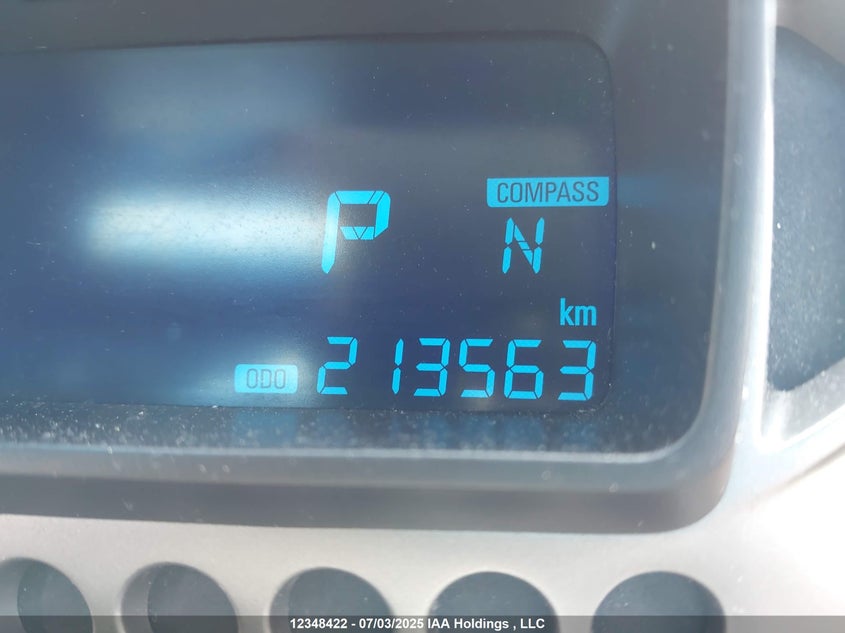 COMPASS
P N
km
ODO 213563
12348422 - 07/03/2025 IAA Holdings , LLC